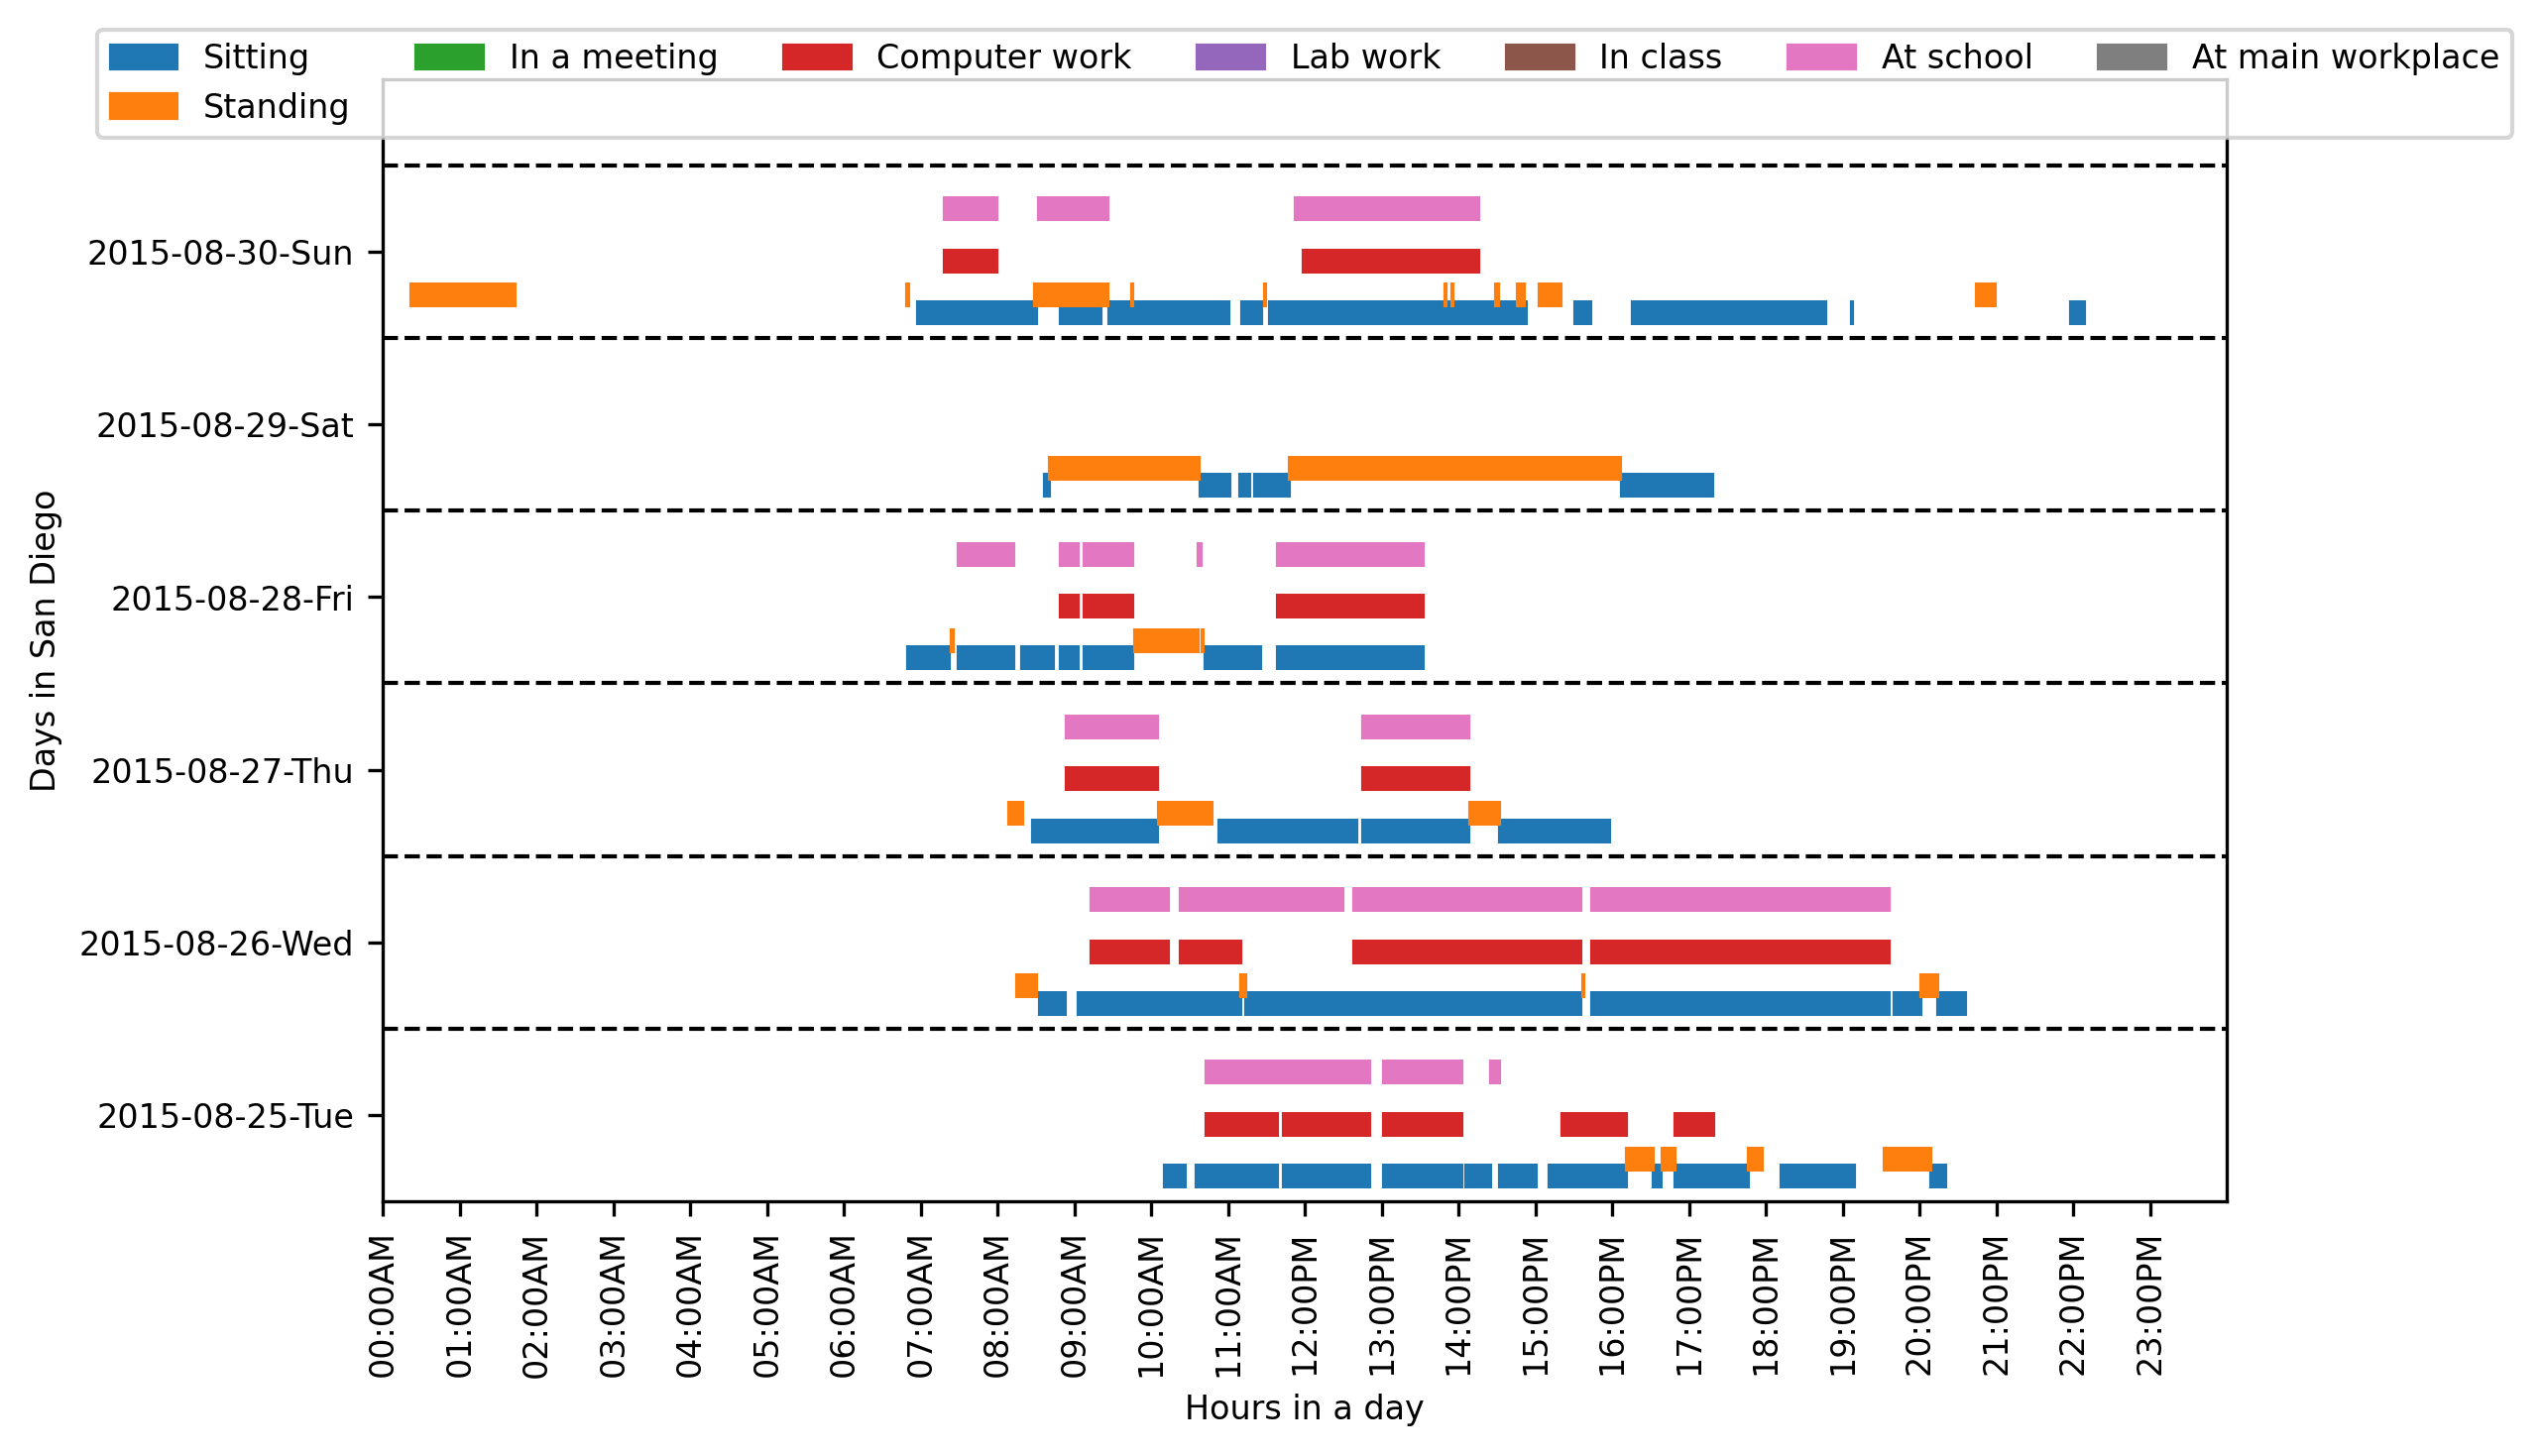 Sitting In a meeting Computer work Lab work In class At school At main workplace
Standing
Days in San Diego
2015-08-30-Sun
2015-08-29-Sat
2015-08-28-Fri
2015-08-27-Thu
2015-08-26-Wed
2015-08-25-Tue
00:00AM
01:00AM
02:00AM
03:00AM
04:00AM
05:00AM
06:00AM
07:00AM
08:00AM
09:00AM
10:00AM
11:00AM
12:00PM
13:00PM
14:00PM
15:00PM
16:00PM
17:00PM
18:00PM
19:00PM
20:00PM
21:00PM
22:00PM
23:00PM
Hours in a day